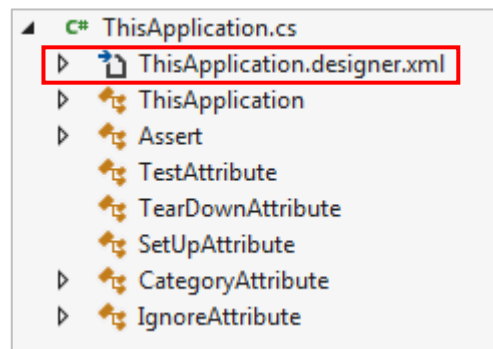 C# ThisApplication.cs
ThisApplication.designer.xml
ThisApplication
Assert
TestAttribute
TearDownAttribute
SetUpAttribute
CategoryAttribute
IgnoreAttribute